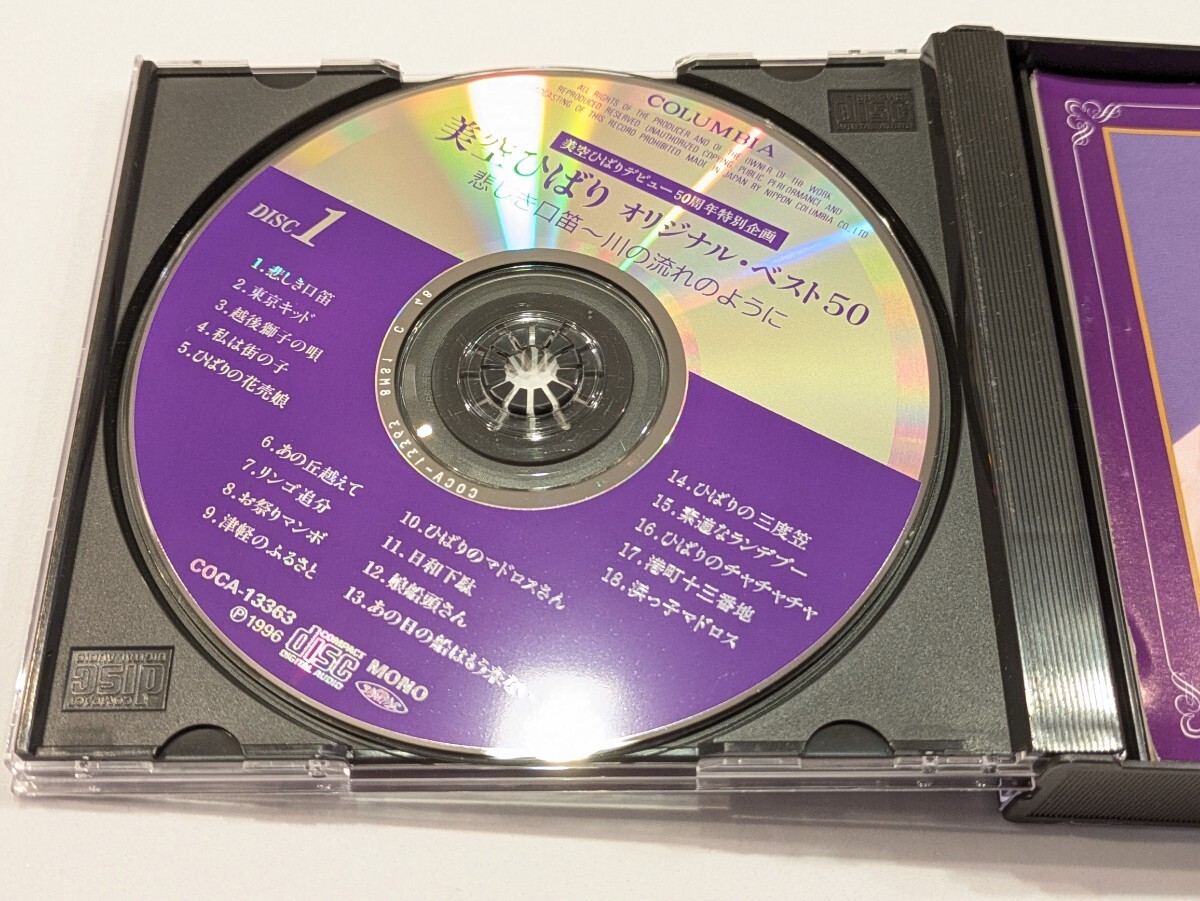 COLUMBIA
ALL RIGHTS OF THE PRODUCER AND OF THE OWNER OF THE WORK
REPRODUCED RESERVED. UNAUTHORIZED COPYING, PUBLIC PERFORMANCE AND
BROADCASTING OF THIS RECORD PROHIBITED. MADE IN JAPAN BY NIPPON COLUMBIA CO., LTD
美空ひばりデビュー50周年特別企画
美空ひばり オリジナル・ベスト50
悲しき口笛〜川の流れのように
DISC 1
1.悲しき口笛
2.東京キッド
3.越後獅子の唄
4.私は街の子
5.ひばりの花売娘
6.あの丘越えて
7.リンゴ追分
8.お祭りマンボ
9.津軽のふるさと
10.ひばりのマドロスさん
11.日和下駄
12.娘船頭さん
13.あの日の船はもう来ない
14.ひばりの三度笠
15.素適なランデブー
16.ひばりのチャチャチャ
17.港町十三番地
18.浜っ子マドロス
COCA-13363
Ⓟ1996
COMPACT
disc
DIGITAL AUDIO
MONO
COCA-13363